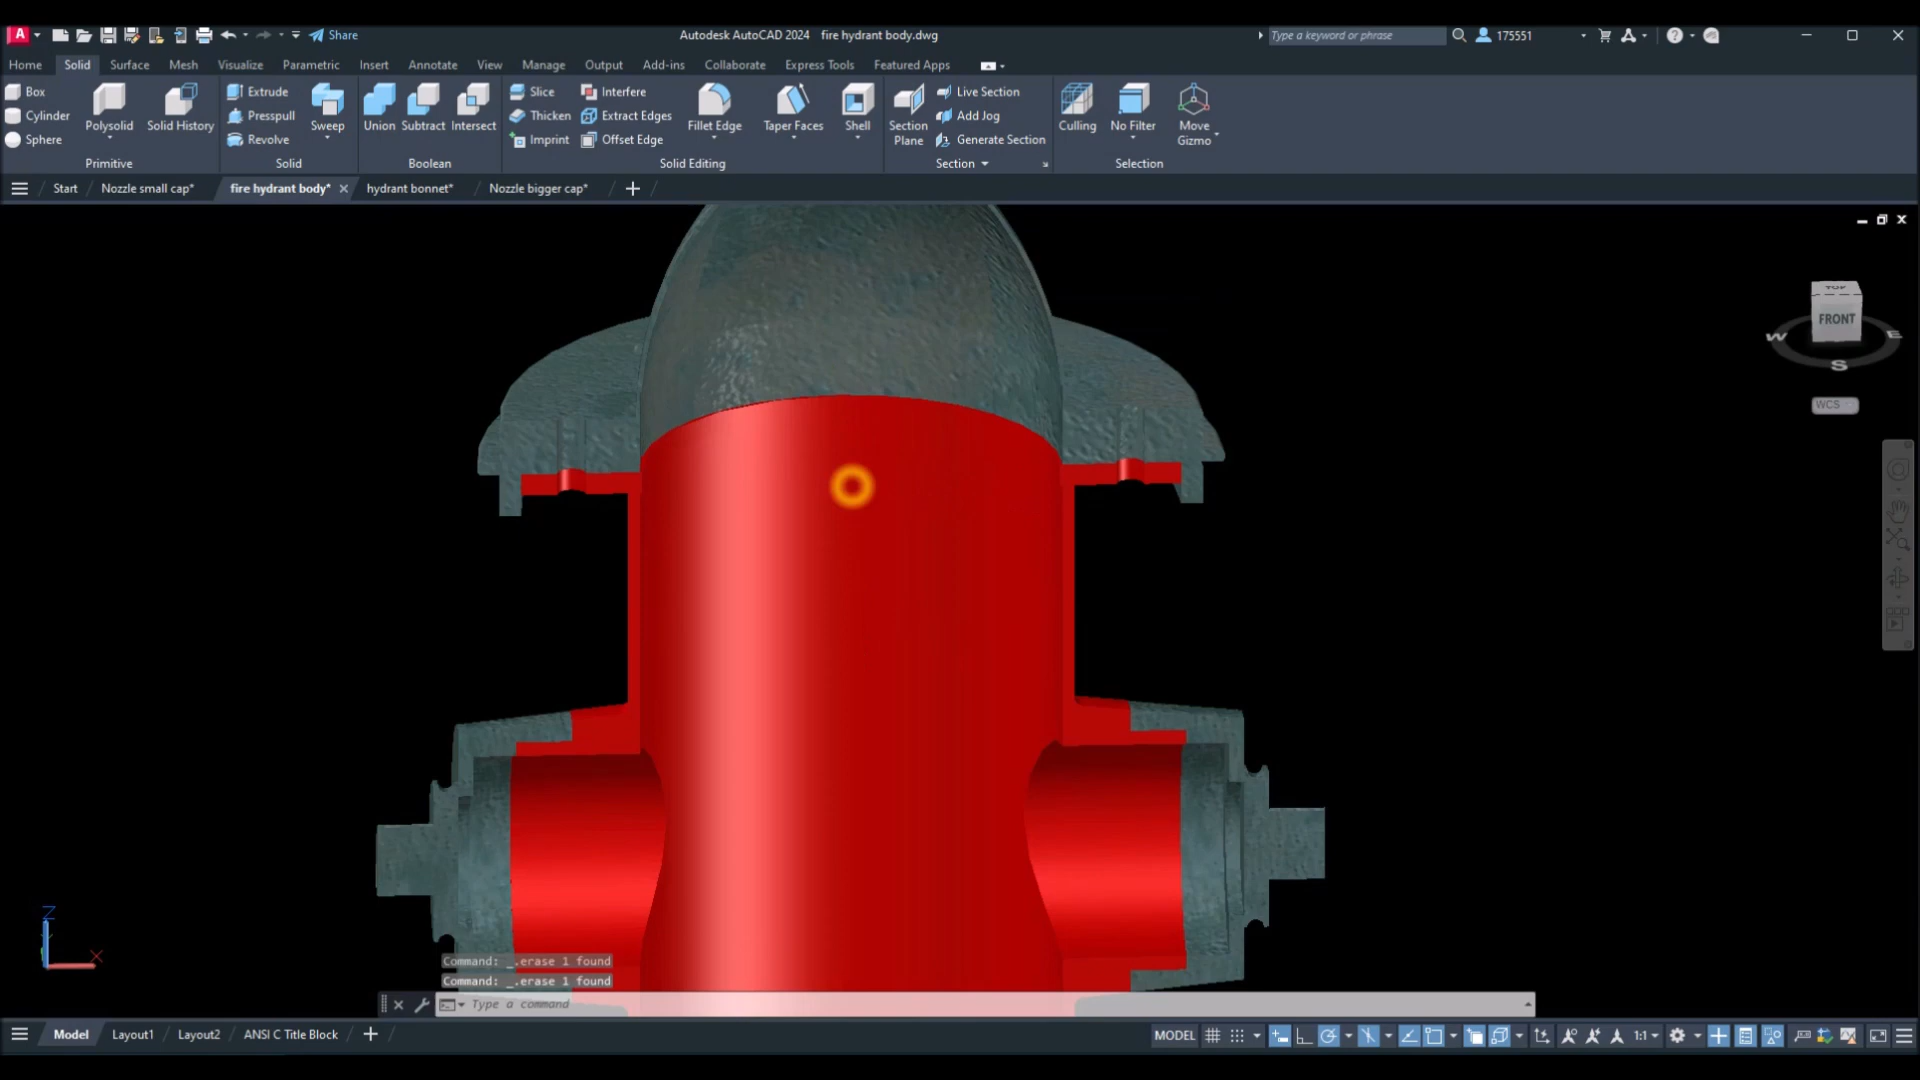 A Share Autodesk AutoCAD 2024 fire hydrant body.dwg Type a keyword or phrase 175551
Home Solid Surface Mesh Visualize Parametric Insert Annotate View Manage Output Add-ins Collaborate Express Tools Featured Apps
Box Polysolid Solid History Extrude Sweep Union Subtract Intersect Slice Interfere Fillet Edge Taper Faces Shell Section Plane Live Section Culling No Filter Move Gizmo
Cylinder Presspull Thicken Extract Edges Add Jog
Sphere Revolve Imprint Offset Edge Generate Section
Primitive Solid Boolean Solid Editing Section Selection
Start Nozzle small cap* fire hydrant body* hydrant bonnet* Nozzle bigger cap*
TOP
FRONT
W E
S
WCS
Z
X
Command: _.erase 1 found
Command: _.erase 1 found
Type a command
Model Layout1 Layout2 ANSI C Title Block MODEL 1:1